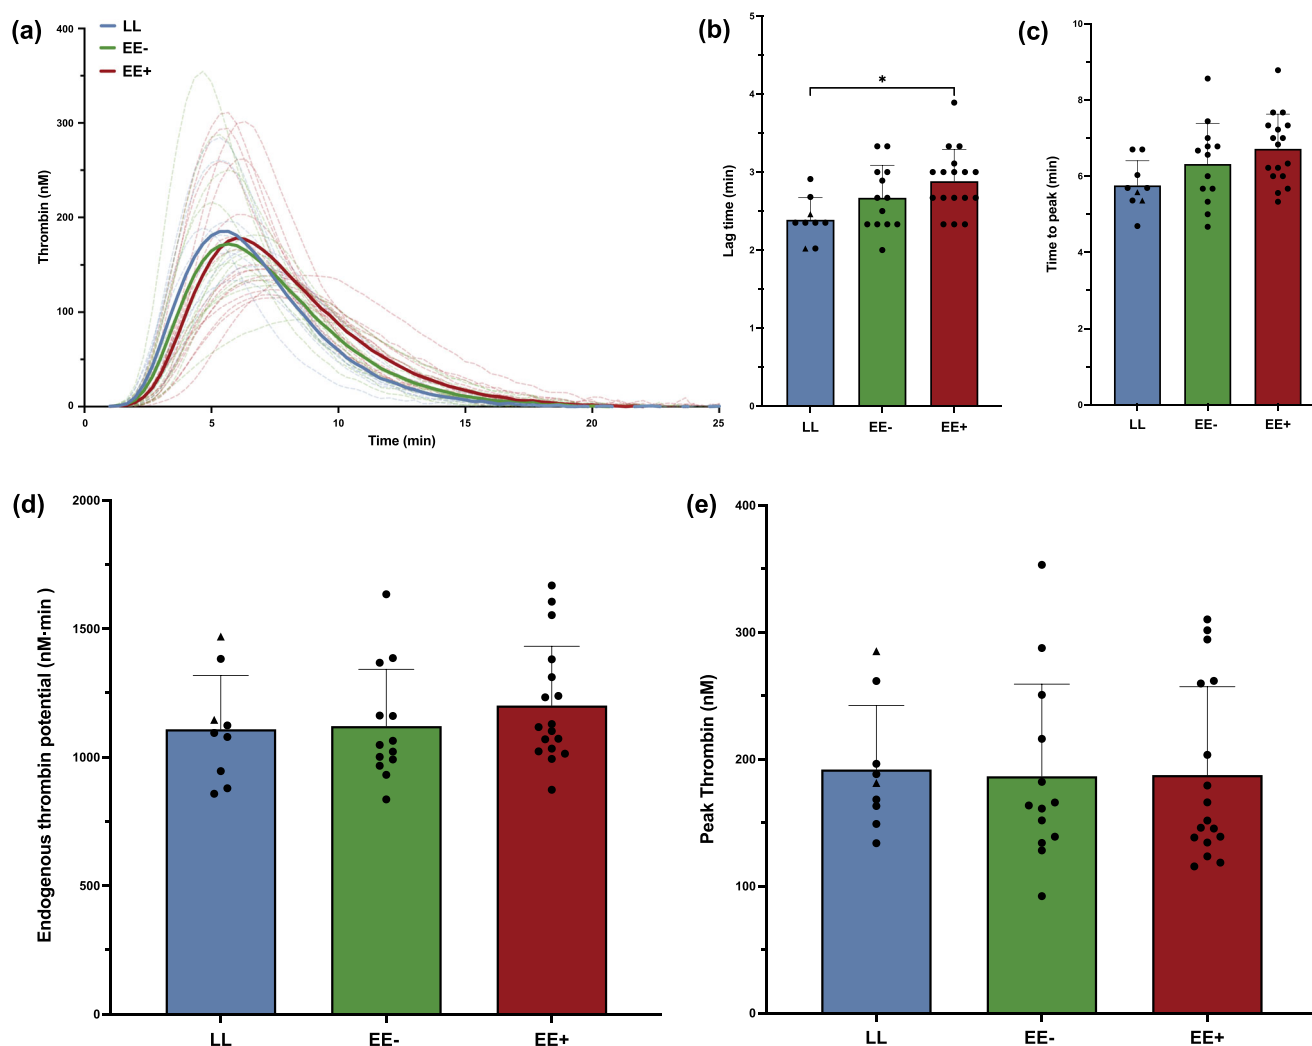 (a)
LL
EE-
EE+
400
300
200
100
0
Thrombin (nM)
0
5
10
15
20
25
Time (min)
(b)
5
4
3
2
1
0
Lag time (min)
*
LL
EE-
EE+
(c)
10
8
6
4
2
0
Time to peak (min)
LL
EE-
EE+
(d)
2000
1500
1000
500
0
Endogenous thrombin potential (nM·min )
LL
EE-
EE+
(e)
400
300
200
100
0
Peak Thrombin (nM)
LL
EE-
EE+